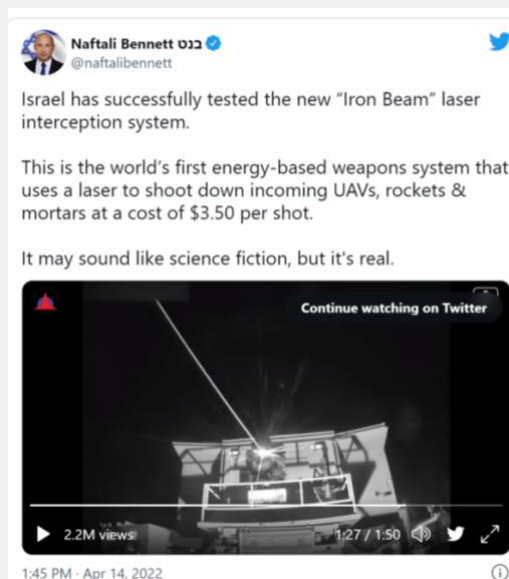 Naftali Bennett בנט
@naftalibennett
Israel has successfully tested the new “Iron Beam” laser
interception system.
This is the world’s first energy-based weapons system that
uses a laser to shoot down incoming UAVs, rockets &
mortars at a cost of $3.50 per shot.
It may sound like science fiction, but it's real.
Continue watching on Twitter
2.2M views
1:27 / 1:50
1:45 PM · Apr 14, 2022